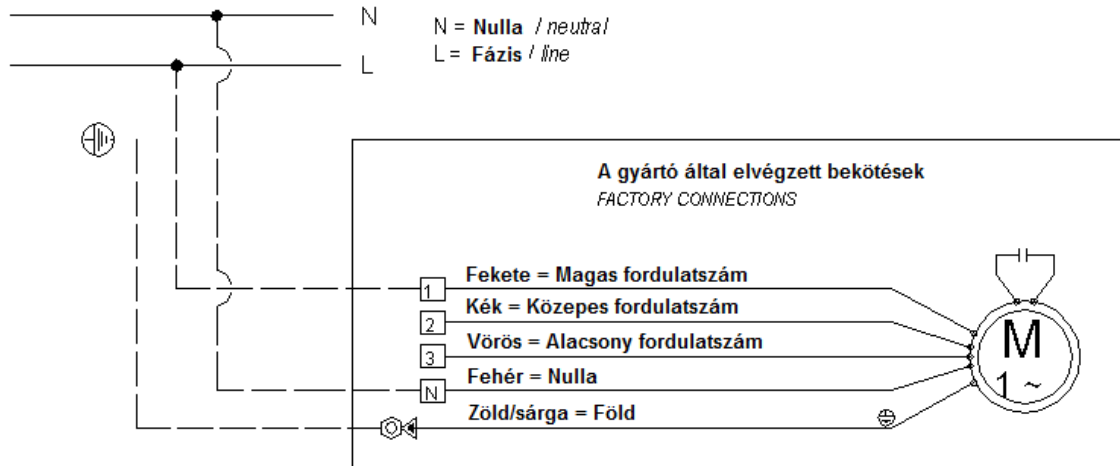 N
N = Nulla / neutral
L
L = Fázis / line
A gyártó által elvégzett bekötések
FACTORY CONNECTIONS
1 Fekete = Magas fordulatszám
2 Kék = Közepes fordulatszám
3 Vörös = Alacsony fordulatszám
N Fehér = Nulla
Zöld/sárga = Föld
M
1 ~